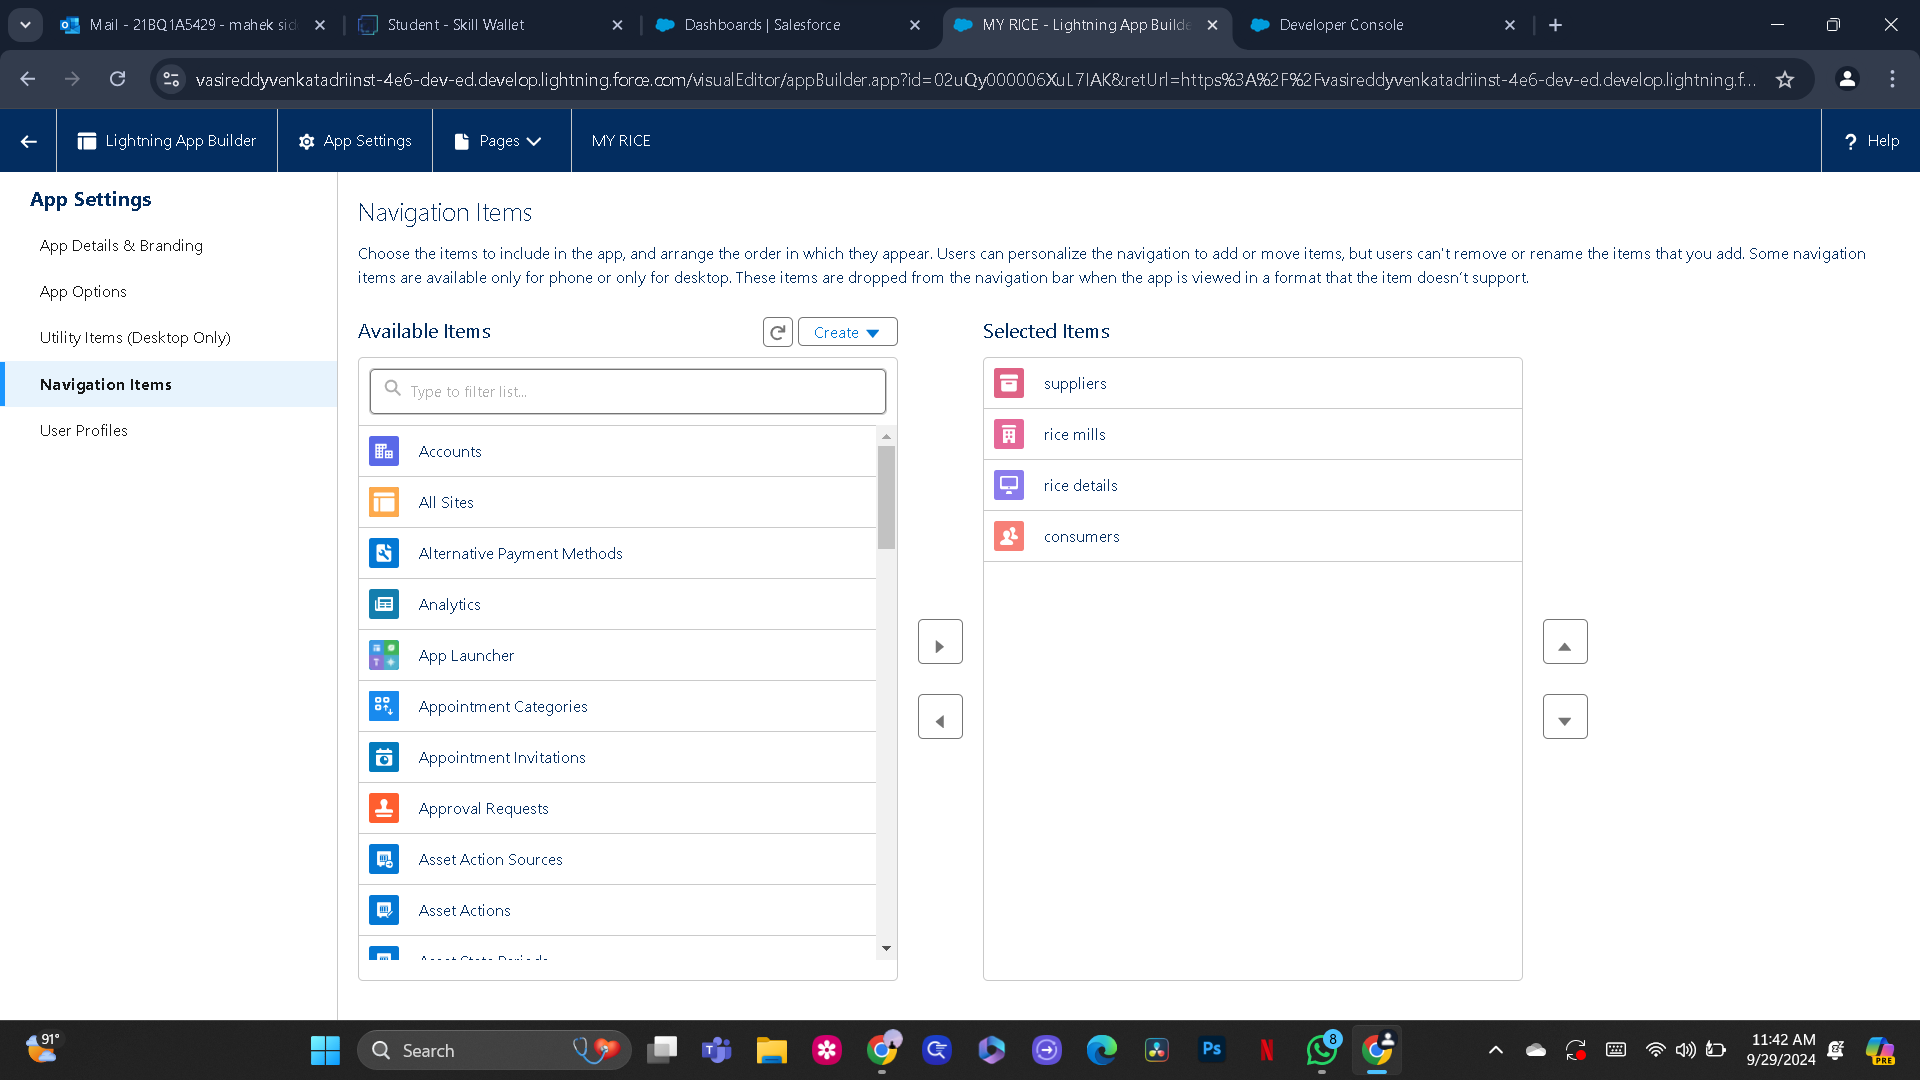 Mail - 21BQ1A5429 - mahek sid
Student - Skill Wallet
Dashboards | Salesforce
MY RICE - Lightning App Builde
Developer Console
vasireddyvenkatadriinst-4e6-dev-ed.develop.lightning.force.com/visualEditor/appBuilder.app?id=02uQy000006XuL7IAK&retUrl=https%3A%2F%2Fvasireddyvenkatadriinst-4e6-dev-ed.develop.lightning.f...
Lightning App Builder
App Settings
Pages
MY RICE
? Help
App Settings
App Details & Branding
App Options
Utility Items (Desktop Only)
Navigation Items
User Profiles
Navigation Items
Choose the items to include in the app, and arrange the order in which they appear. Users can personalize the navigation to add or move items, but users can't remove or rename the items that you add. Some navigation
items are available only for phone or only for desktop. These items are dropped from the navigation bar when the app is viewed in a format that the item doesn't support.
Available Items
Create
Type to filter list...
Accounts
All Sites
Alternative Payment Methods
Analytics
App Launcher
Appointment Categories
Appointment Invitations
Approval Requests
Asset Action Sources
Asset Actions
Asset State Periods
Selected Items
suppliers
rice mills
rice details
consumers
91°
Search
Ps
N
8
11:42 AM
9/29/2024
PRE